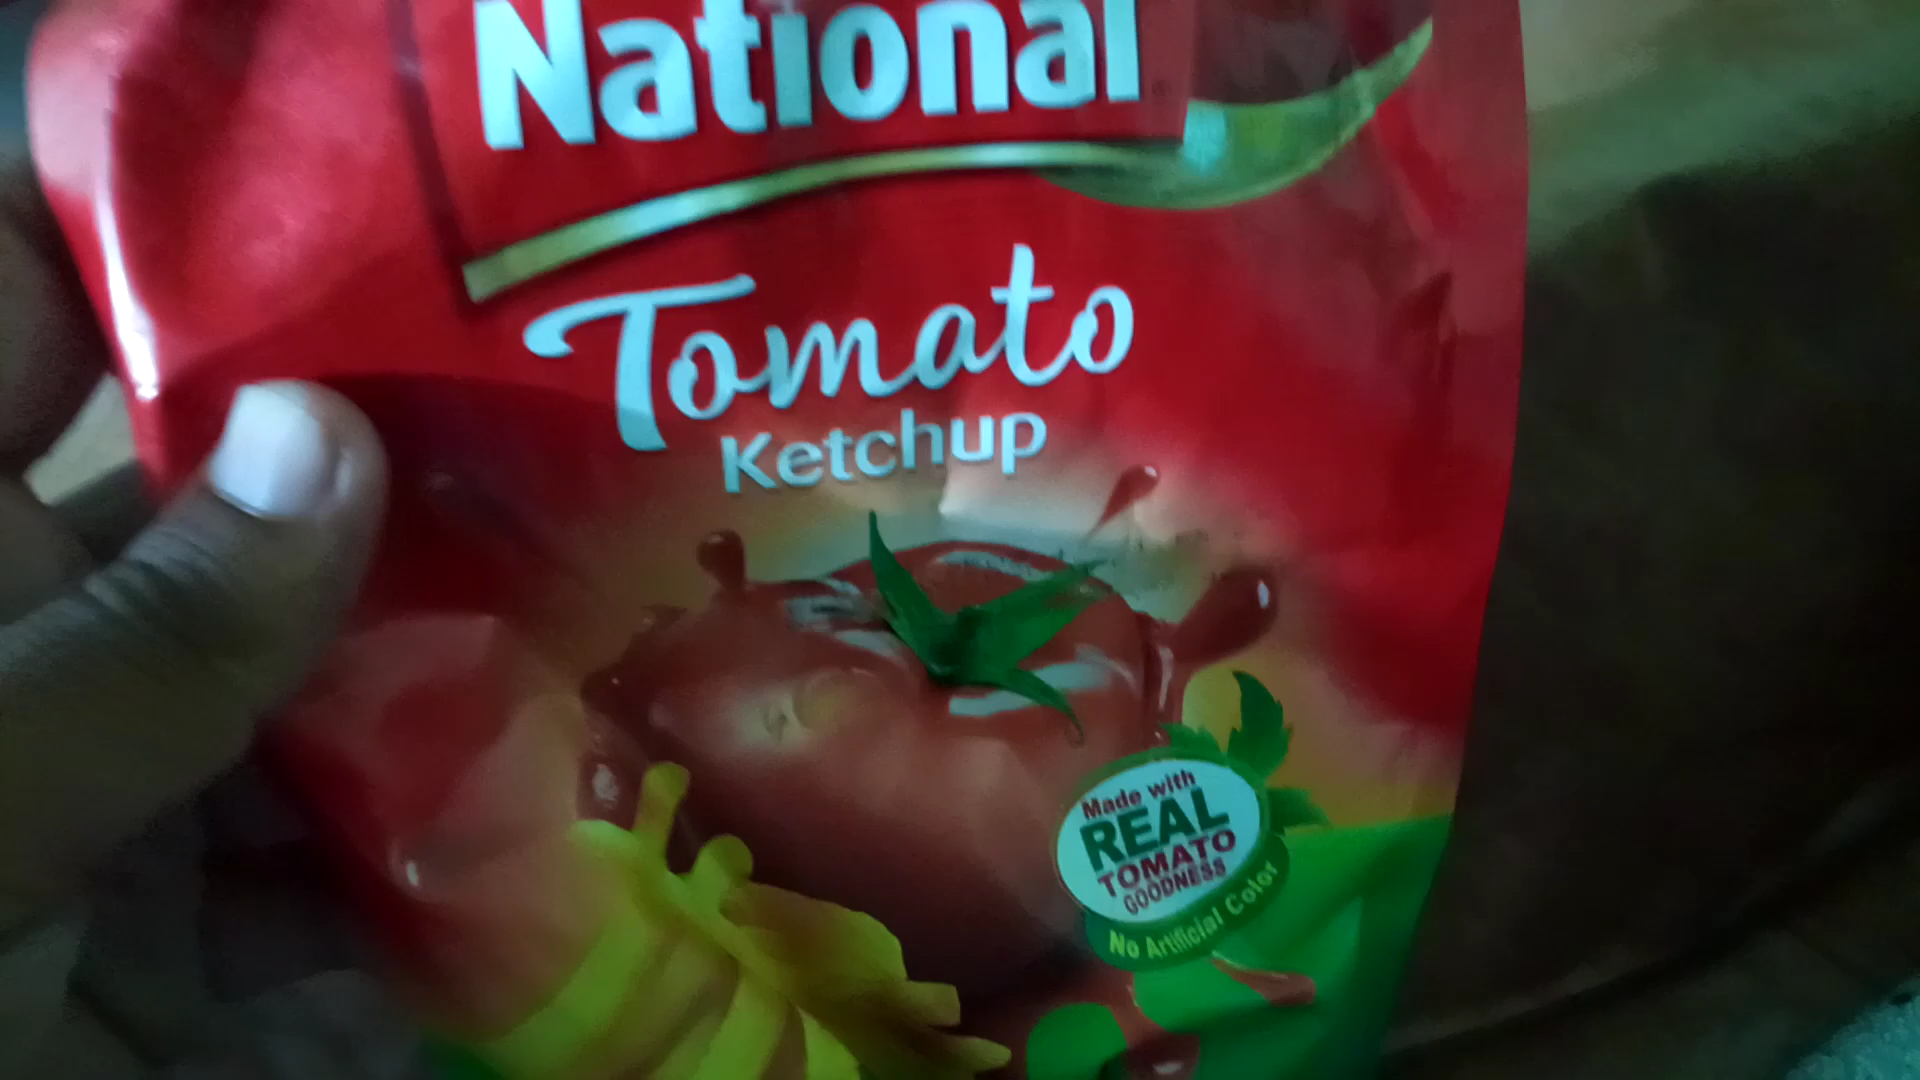 National
Tomato
Ketchup
Made with
REAL
TOMATO
GOODNESS
No Artificial Color